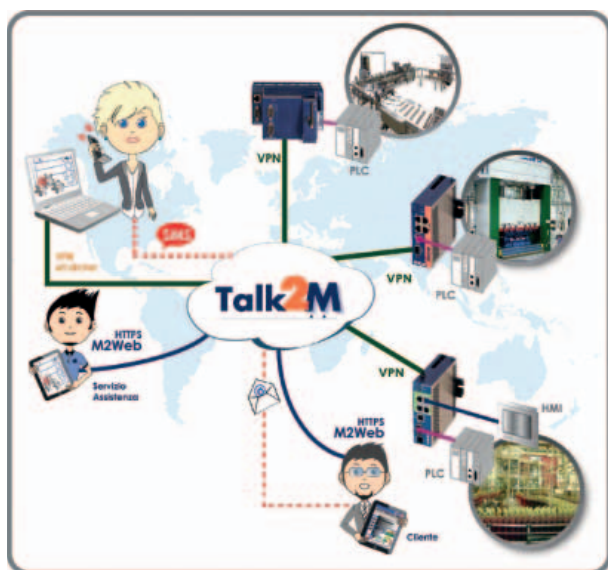 VPN
PLC
SMS
VPN
PLC
Talk2M
HTTPS
M2Web
Servizio
Assistenza
VPN
HMI
PLC
HTTPS
M2Web
Cliente